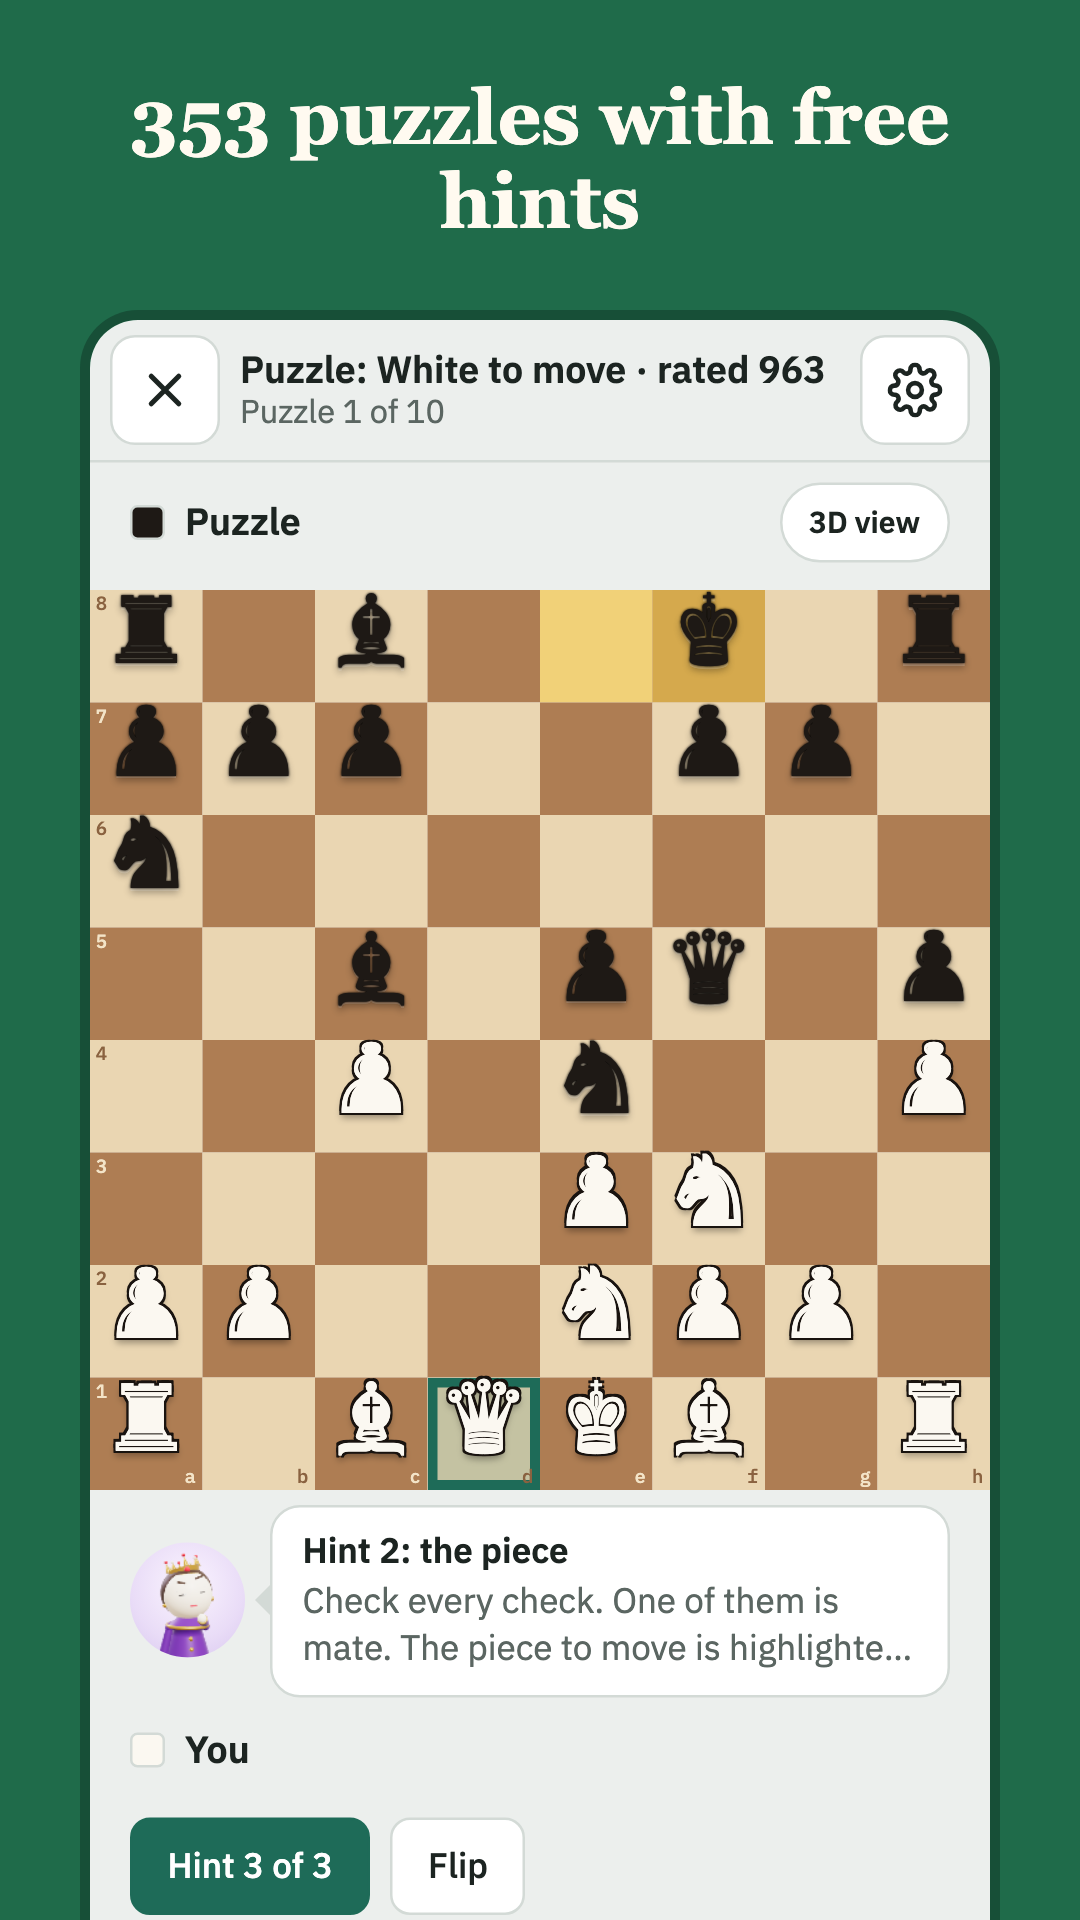 353 puzzles with free
hints
Puzzle: White to move · rated 963
Puzzle 1 of 10
Puzzle
3D view
8
7
6
5
4
3
2
1
a b c d e f g h
Hint 2: the piece
Check every check. One of them is
mate. The piece to move is highlighte...
You
Hint 3 of 3
Flip